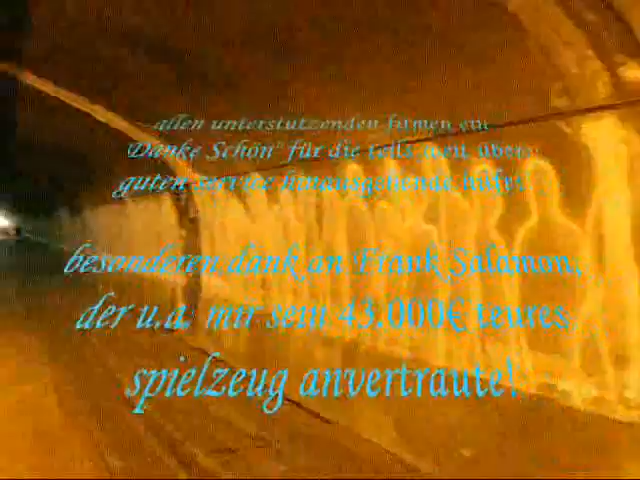 allen unterstützenden firmen ein
"Danke Schön" für die teils weit über
guten service hinausgehende hilfe!
besonderen dank an Frank Salamon,
der u.a. mir sein 43.000€ teures
spielzeug anvertraute!